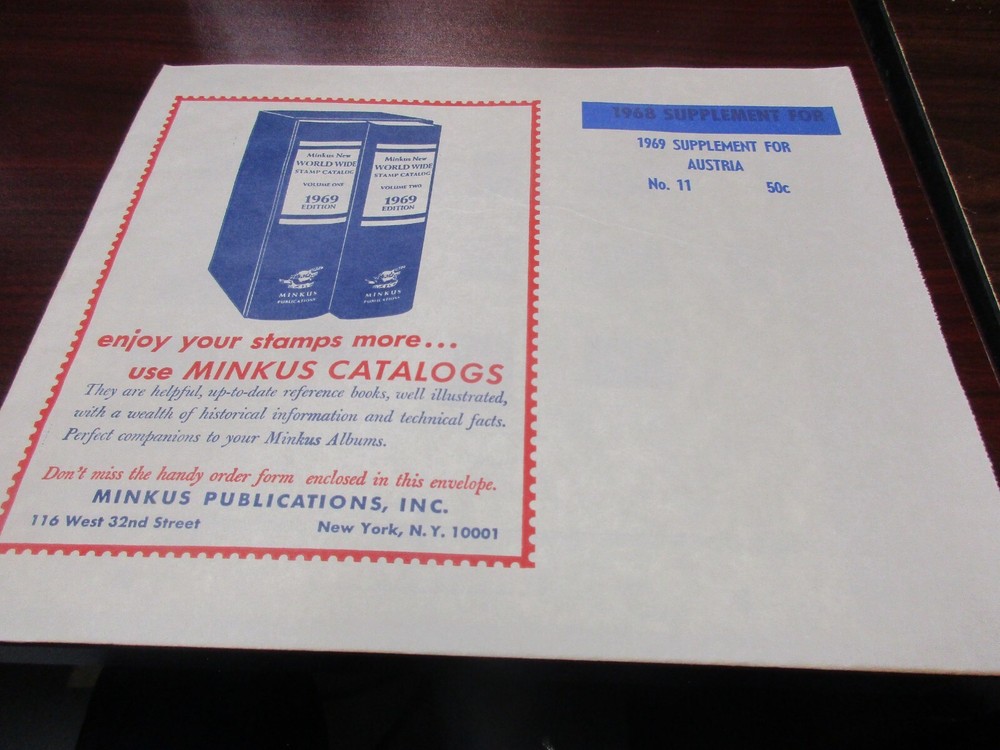 Minkus New
WORLD WIDE
STAMP CATALOG
VOLUME ONE
1969
EDITION
MINKUS
PUBLICATIONS
Minkus New
WORLD WIDE
STAMP CATALOG
VOLUME TWO
1969
EDITION
MINKUS
PUBLICATIONS
enjoy your stamps more...
use MINKUS CATALOGS
They are helpful, up-to-date reference books, well illustrated,
with a wealth of historical information and technical facts.
Perfect companions to your Minkus Albums.
Don't miss the handy order form enclosed in this envelope.
MINKUS PUBLICATIONS, INC.
116 West 32nd Street New York, N.Y. 10001
1968 SUPPLEMENT FOR
1969 SUPPLEMENT FOR
AUSTRIA
No. 11 50c